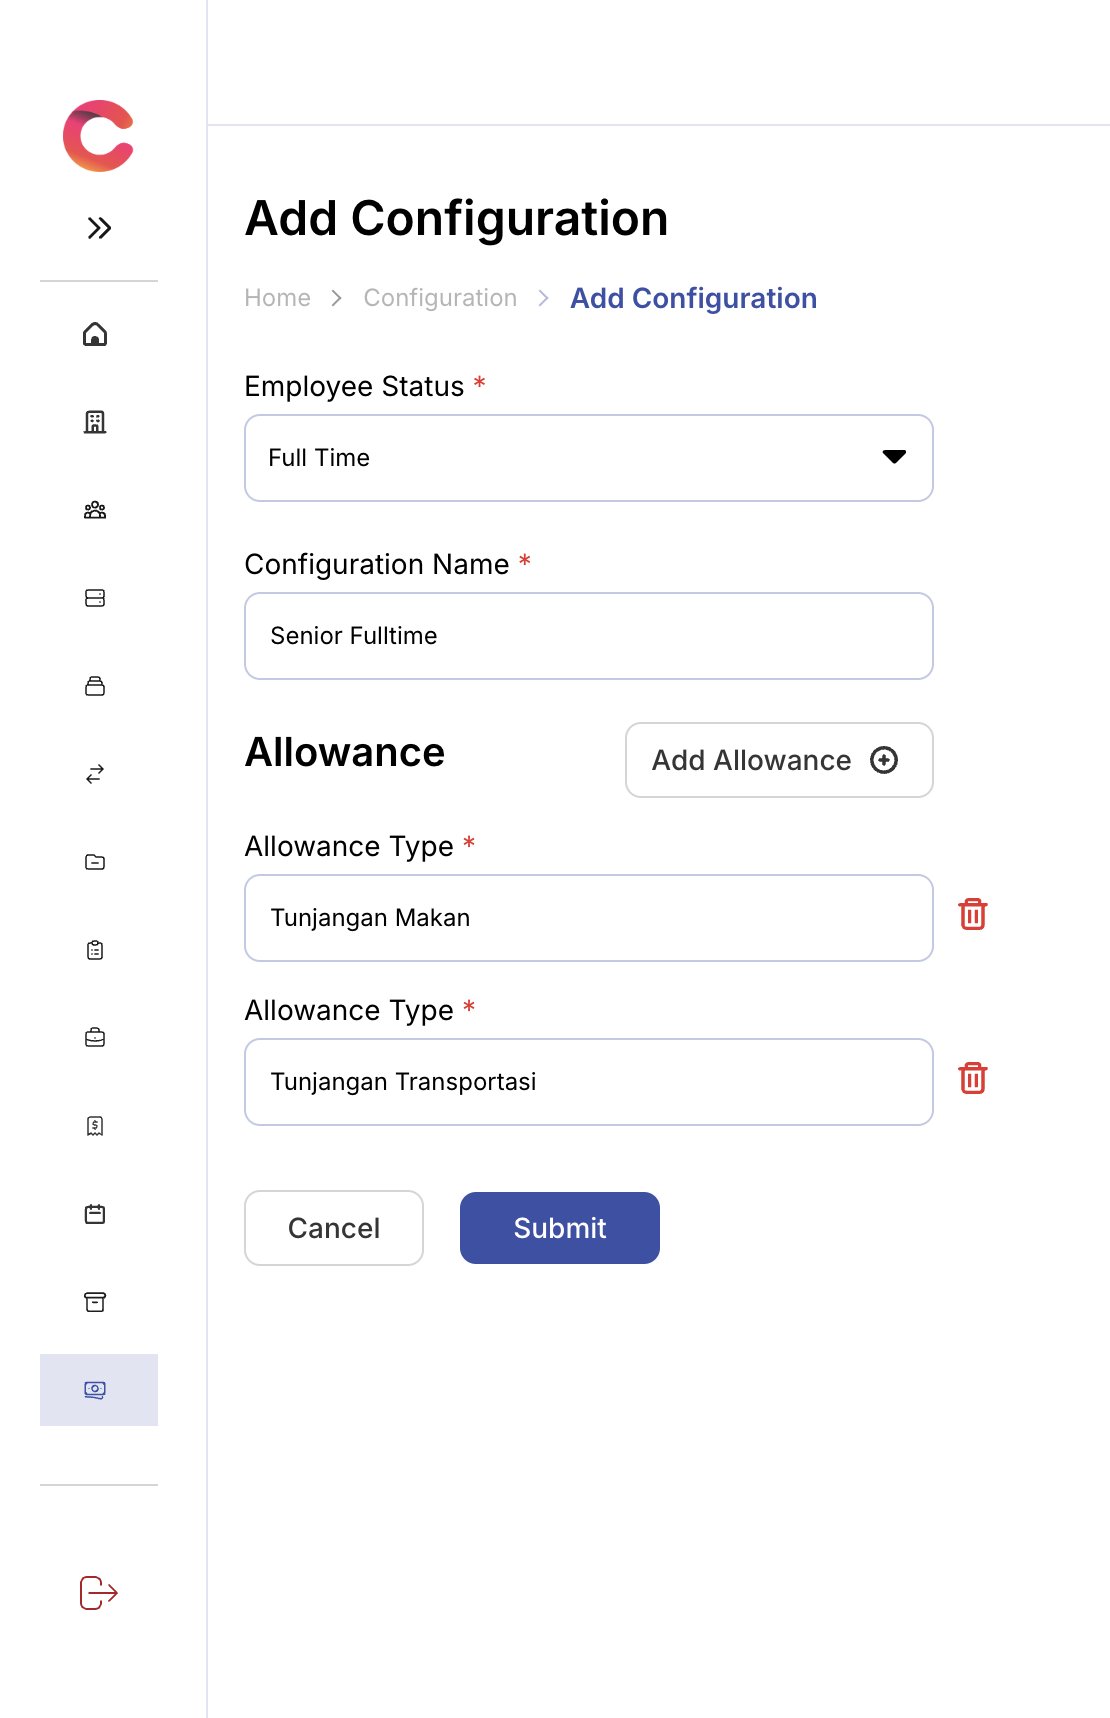 Add Configuration
Home > Configuration > Add Configuration
Employee Status *
Full Time
Configuration Name *
Senior Fulltime
Allowance
Add Allowance
Allowance Type *
Tunjangan Makan
Allowance Type *
Tunjangan Transportasi
Cancel
Submit